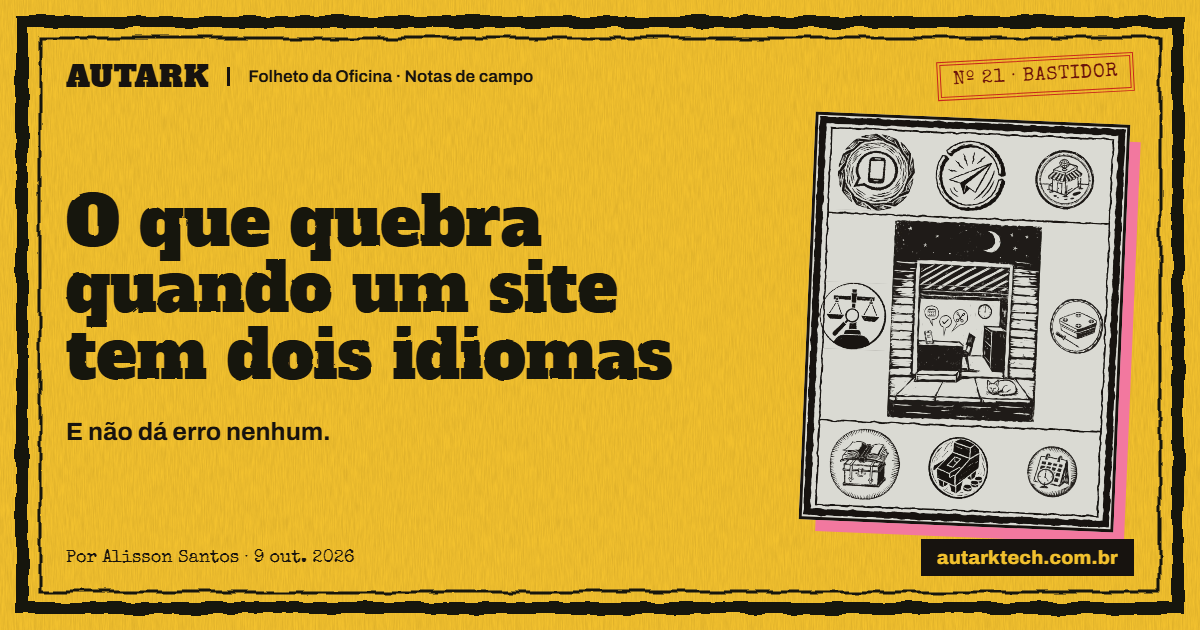 AUTARK
Folheto da Oficina · Notas de campo
Nº 21 · BASTIDOR
O que quebra
quando um site
tem dois idiomas
E não dá erro nenhum.
Por Alisson Santos · 9 out. 2026
autarktech.com.br